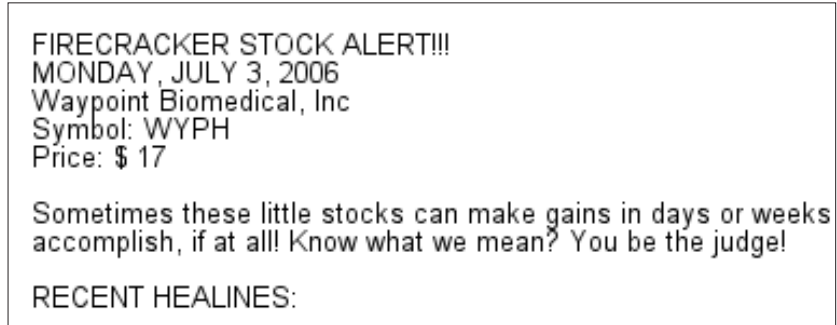 FIRECRACKER STOCK ALERT!!!
MONDAY, JULY 3, 2006
Waypoint Biomedical, Inc
Symbol: WYPH
Price: $ 17
Sometimes these little stocks can make gains in days or weeks
accomplish, if at all! Know what we mean? You be the judge!
RECENT HEALINES: